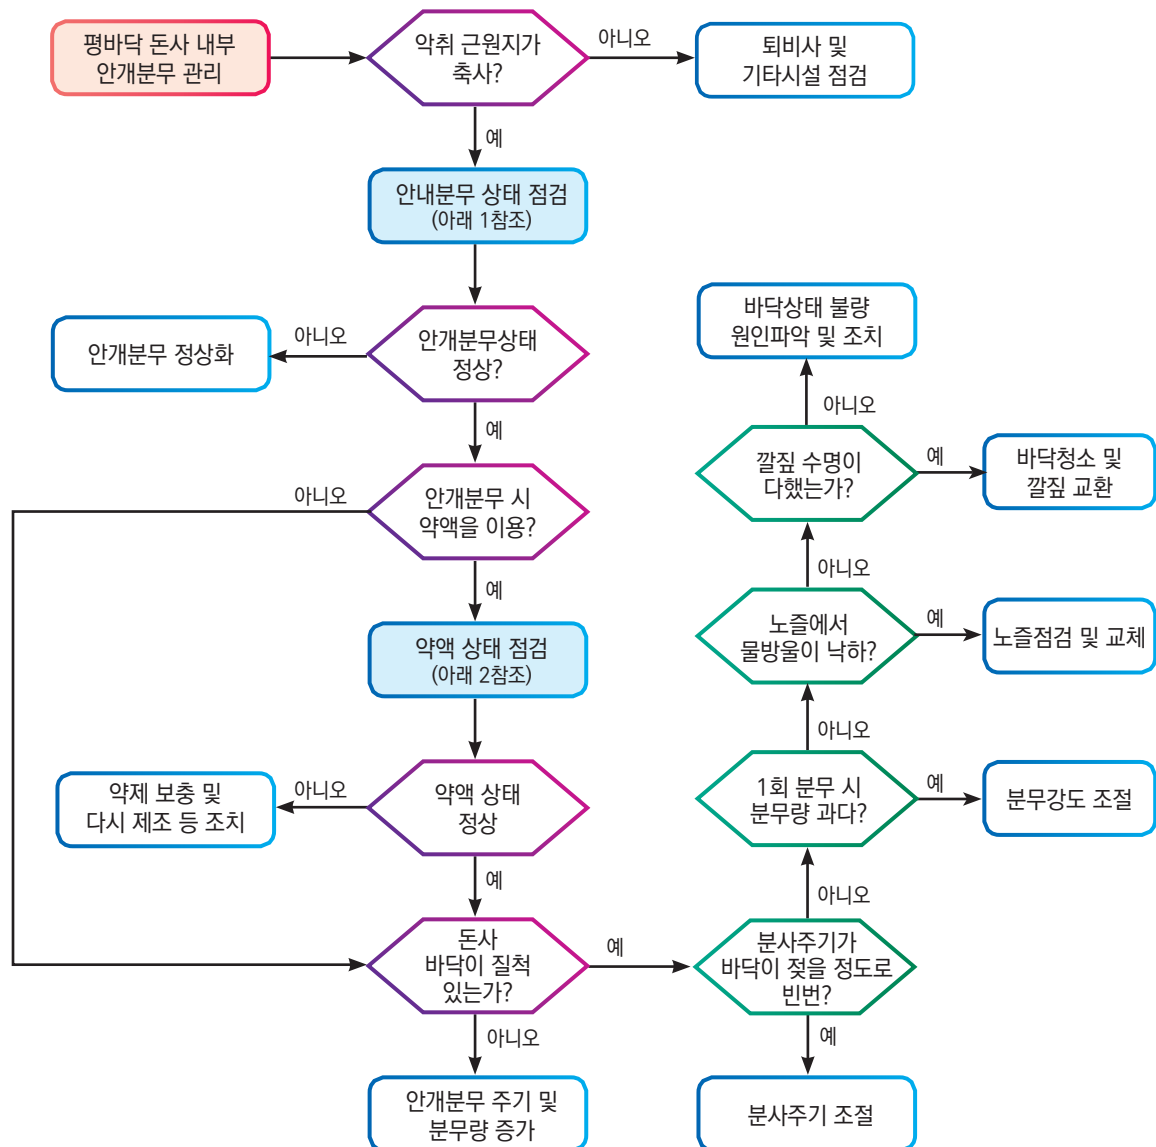 평바닥 돈사 내부
안개분무 관리
악취 근원지가
축사?
아니오
퇴비사 및
기타시설 점검
예
안내분무 상태 점검
(아래 1참조)
안개분무상태
정상?
아니오
안개분무 정상화
예
안개분무 시
약액을 이용?
아니오
예
약액 상태 점검
(아래 2참조)
약액 상태
정상
아니오
약제 보충 및
다시 제조 등 조치
예
돈사
바닥이 질척
있는가?
아니오
안개분무 주기 및
분무량 증가
예
분사주기가
바닥이 젖을 정도로
빈번?
예
분사주기 조절
아니오
1회 분무 시
분무량 과다?
예
분무강도 조절
아니오
노즐에서
물방울이 낙하?
예
노즐점검 및 교체
아니오
깔짚 수명이
다했는가?
예
바닥청소 및
깔짚 교환
아니오
바닥상태 불량
원인파악 및 조치